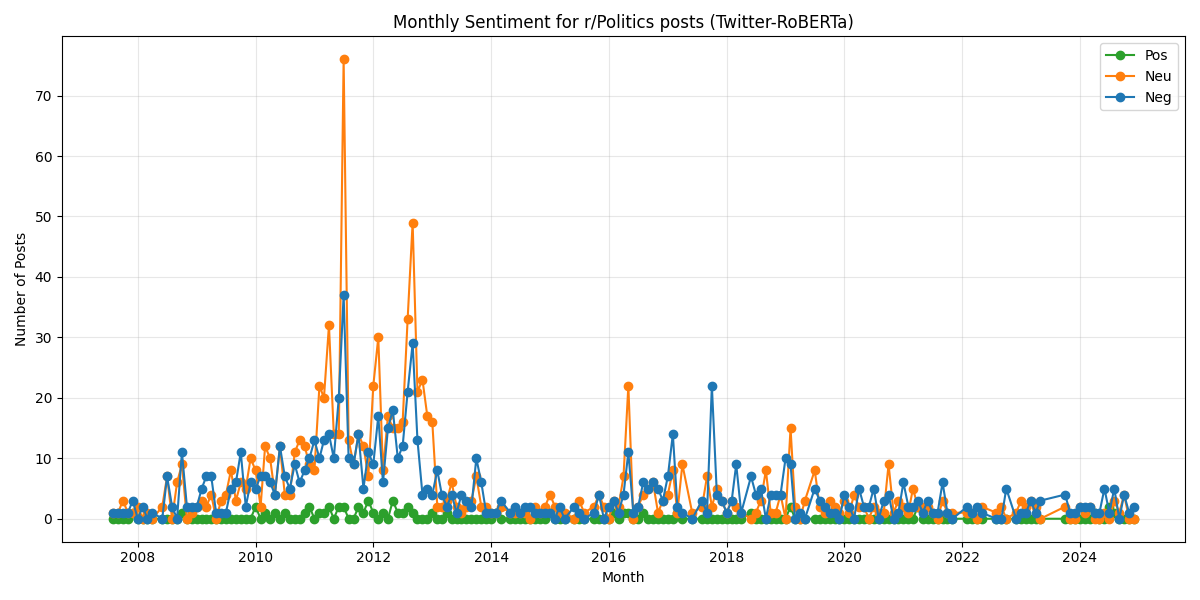 Monthly Sentiment for r/Politics posts (Twitter-RoBERTa)
Pos
Neu
Neg
Number of Posts
70
60
50
40
30
20
10
0
2008 2010 2012 2014 2016 2018 2020 2022 2024
Month